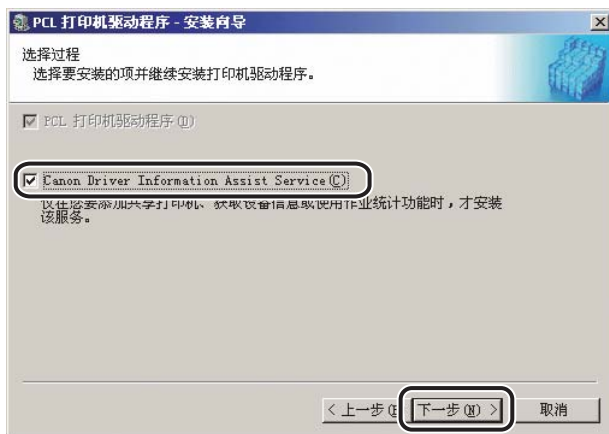 PCL 打印机驱动程序 - 安装向导
选择过程
选择要安装的项并继续安装打印机驱动程序。
PCL 打印机驱动程序(D)
Canon Driver Information Assist Service(C)
仅在您要添加共享打印机、获取设备信息或使用作业统计功能时，才安装
该服务。
< 上一步(B) 下一步(N) > 取消